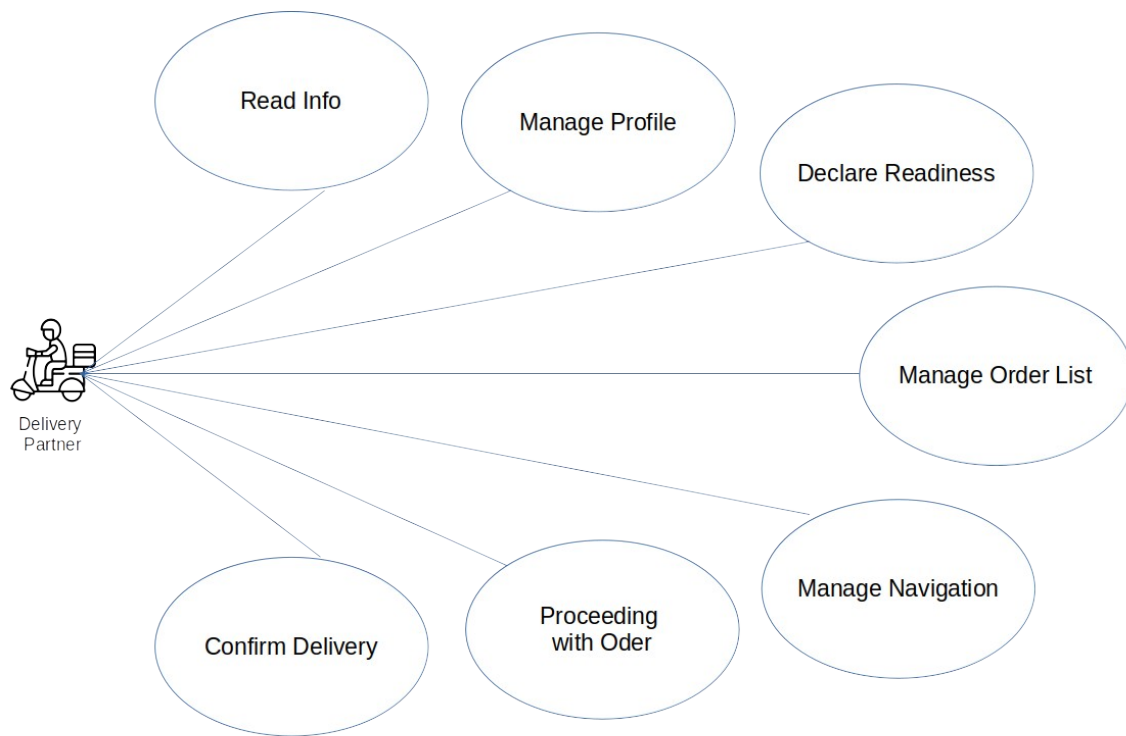 Read Info
Manage Profile
Declare Readiness
Manage Order List
Delivery
Partner
Manage Navigation
Proceeding
with Oder
Confirm Delivery